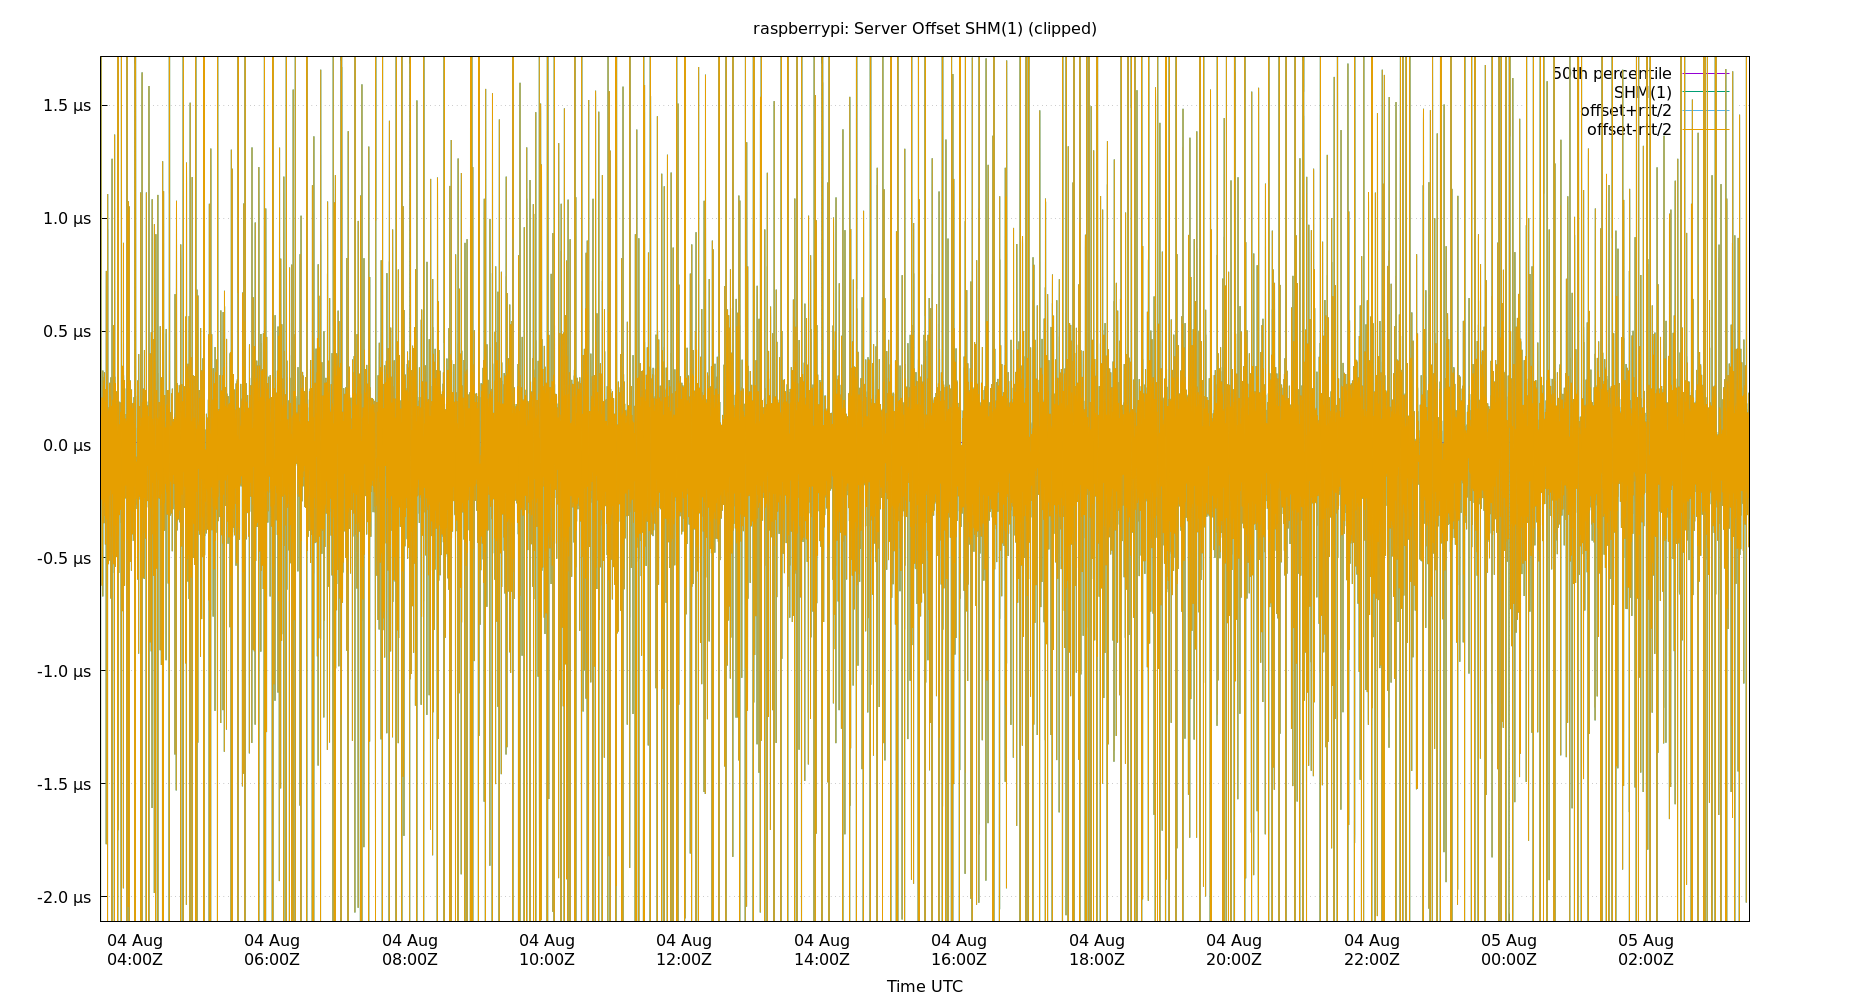 raspberrypi: Server Offset SHM(1) (clipped)
50th percentile
SHM(1)
offset+rtt/2
offset-rtt/2
1.5 µs
1.0 µs
0.5 µs
0.0 µs
-0.5 µs
-1.0 µs
-1.5 µs
-2.0 µs
04 Aug 04 Aug 04 Aug 04 Aug 04 Aug 04 Aug 04 Aug 04 Aug 04 Aug 04 Aug 05 Aug 05 Aug
04:00Z 06:00Z 08:00Z 10:00Z 12:00Z 14:00Z 16:00Z 18:00Z 20:00Z 22:00Z 00:00Z 02:00Z
Time UTC